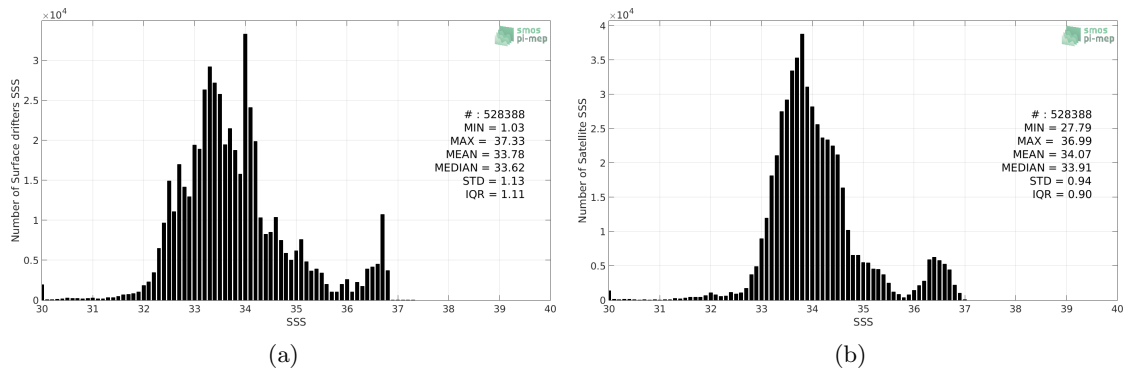 ×10⁴
3
2.5
2
1.5
1
0.5
0
Number of Surface drifters SSS
smos
pi-mep
# : 528388
MIN = 1.03
MAX = 37.33
MEAN = 33.78
MEDIAN = 33.62
STD = 1.13
IQR = 1.11
30 31 32 33 34 35 36 37 38 39 40
SSS
(a)
×10⁴
4
3.5
3
2.5
2
1.5
1
0.5
0
Number of Satellite SSS
smos
pi-mep
# : 528388
MIN = 27.79
MAX = 36.99
MEAN = 34.07
MEDIAN = 33.91
STD = 0.94
IQR = 0.90
30 31 32 33 34 35 36 37 38 39 40
SSS
(b)